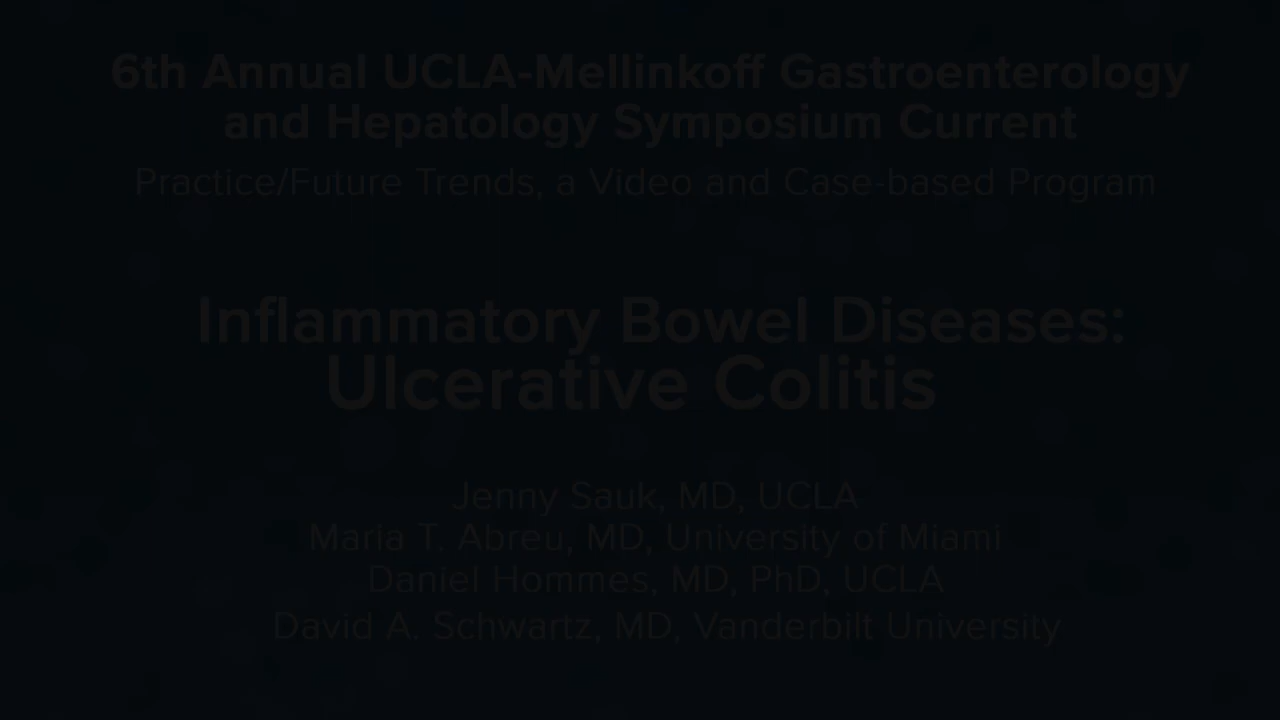 6th Annual UCLA-Mellinkoff Gastroenterology
and Hepatology Symposium Current
Practice/Future Trends, a Video and Case-based Program
Inflammatory Bowel Diseases:
Ulcerative Colitis
Jenny Sauk, MD, UCLA
Maria T. Abreu, MD, University of Miami
Daniel Hommes, MD, PhD, UCLA
David A. Schwartz, MD, Vanderbilt University